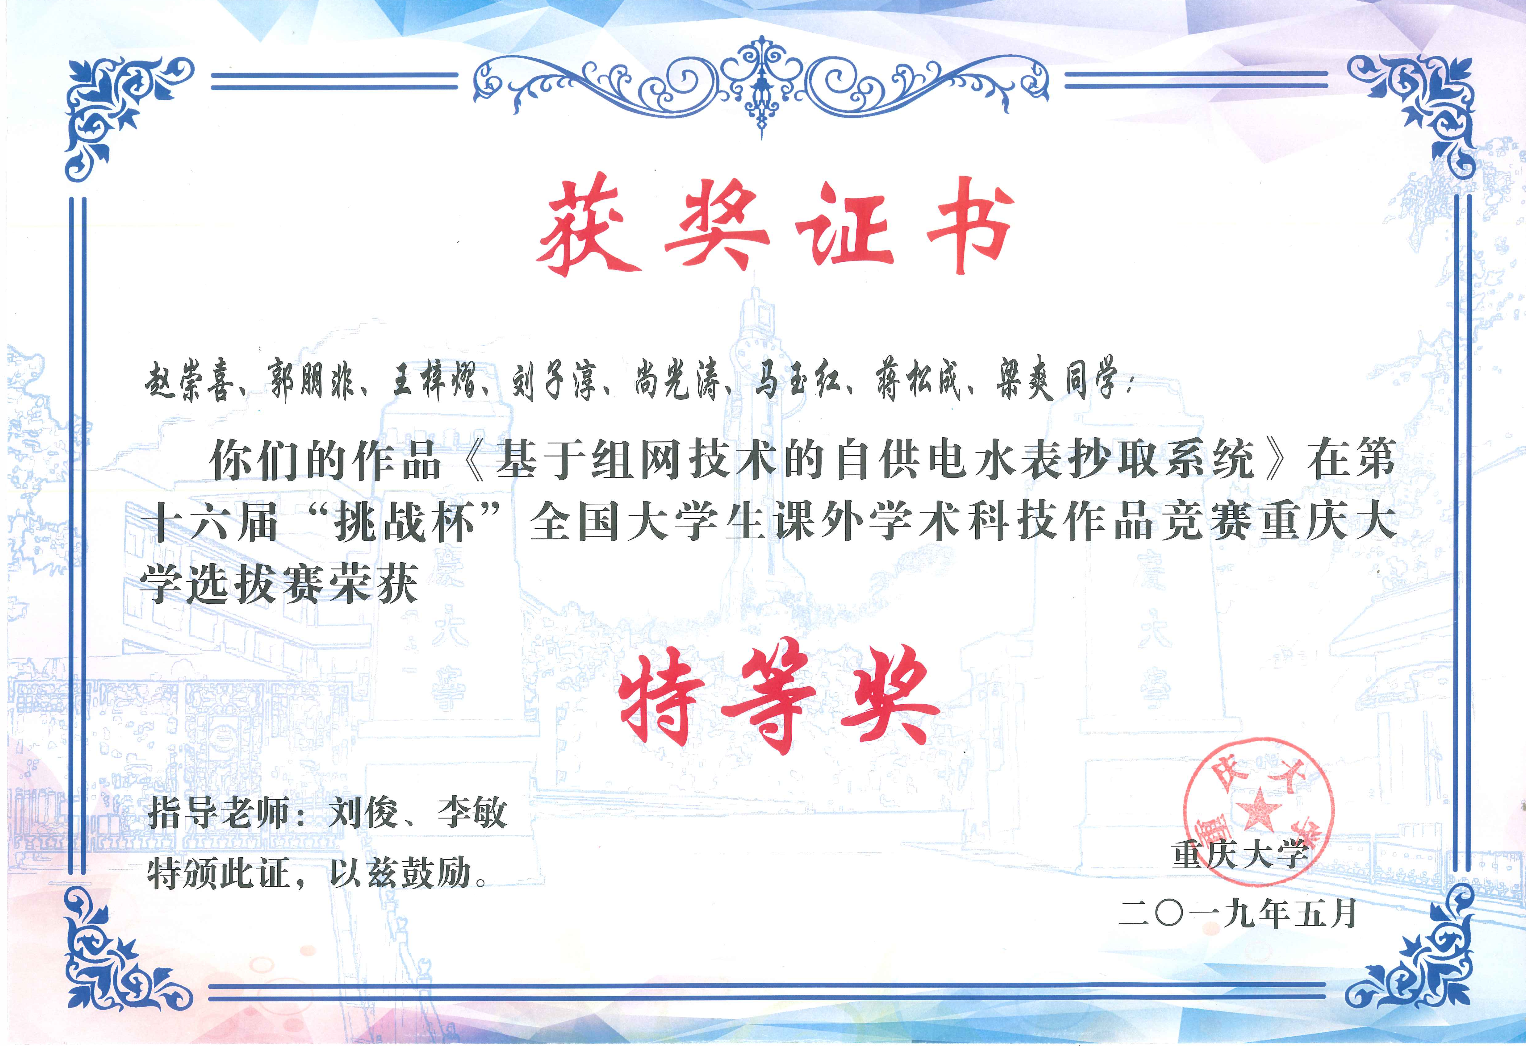 获奖证书
赵崇喜、郭朋非、王梓熠、刘子淳、尚光涛、马玉红、蒋松成、梁爽同学：
你们的作品《基于组网技术的自供电水表抄取系统》在第
十六届“挑战杯”全国大学生课外学术科技作品竞赛重庆大
学选拔赛荣获
特等奖
指导老师：刘俊、李敏
特颁此证，以兹鼓励。
重庆大学
重庆大学
二〇一九年五月